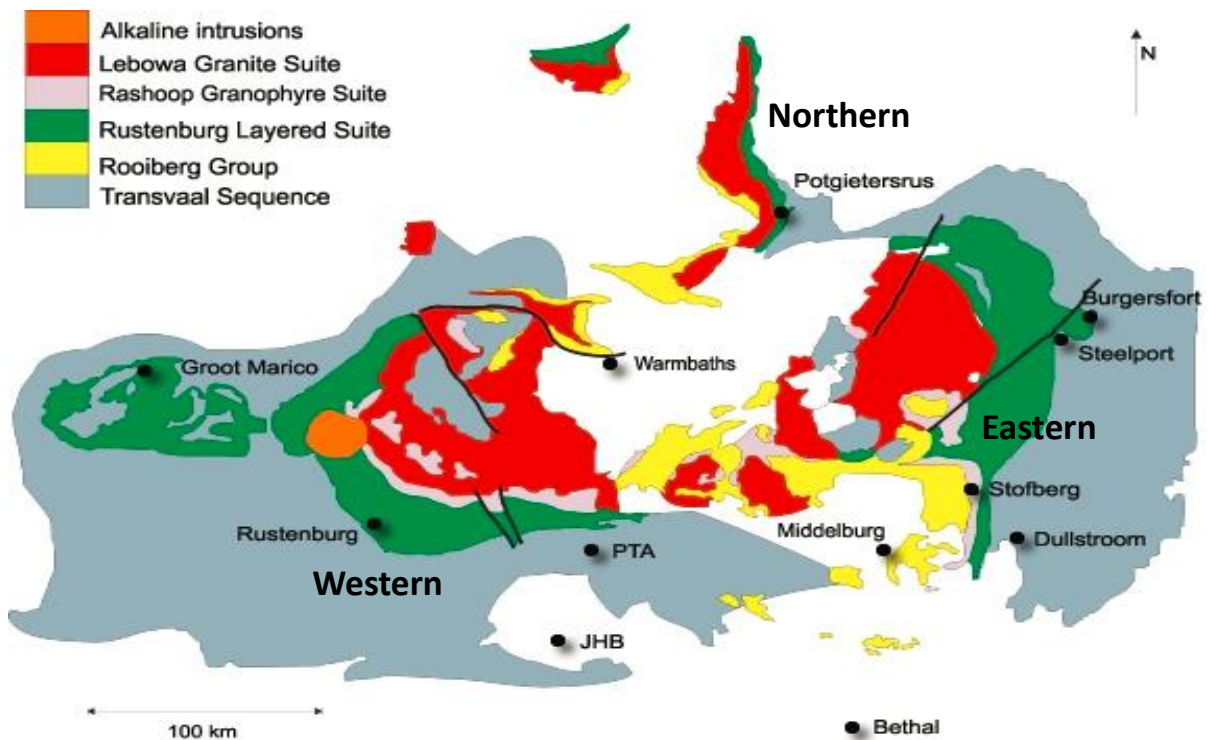 Alkaline intrusions
Lebowa Granite Suite
Rashoop Granophyre Suite
Rustenburg Layered Suite
Rooiberg Group
Transvaal Sequence
N
Northern
Potgietersrus
Burgersfort
Steelport
Groot Marico
Warmbaths
Eastern
Stofberg
Rustenburg
Middelburg
Dullstroom
PTA
Western
JHB
100 km
Bethal